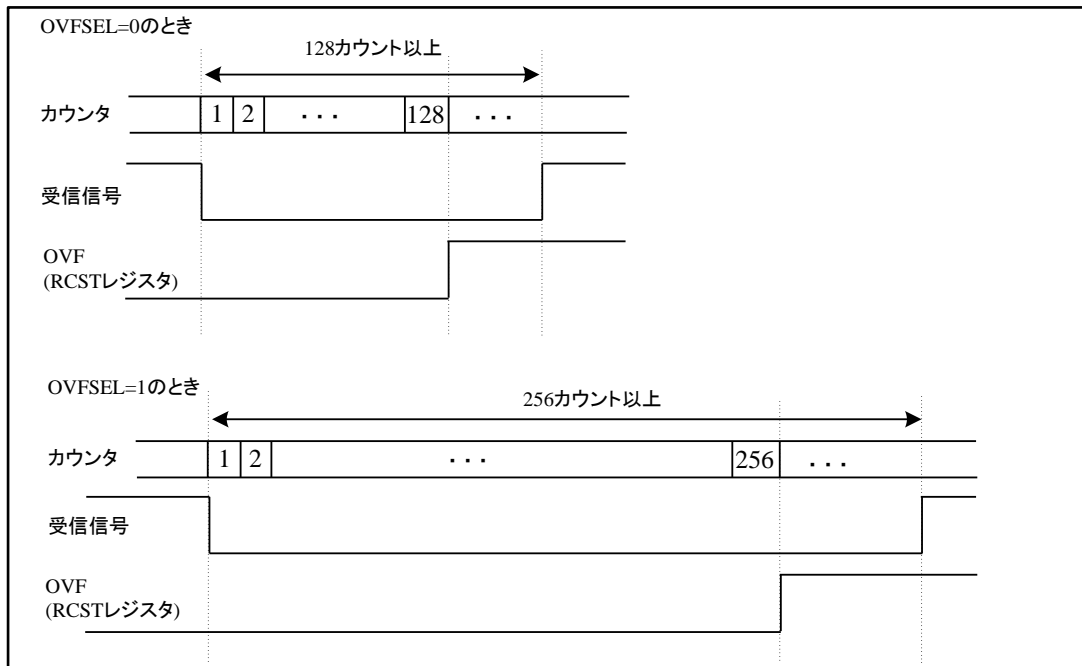 OVFSEL=0のとき
128カウント以上
カウンタ 1 2 ・・・ 128 ・・・
受信信号
OVF
(RCSTレジスタ)
OVFSEL=1のとき
256カウント以上
カウンタ 1 2 ・・・ 256 ・・・
受信信号
OVF
(RCSTレジスタ)